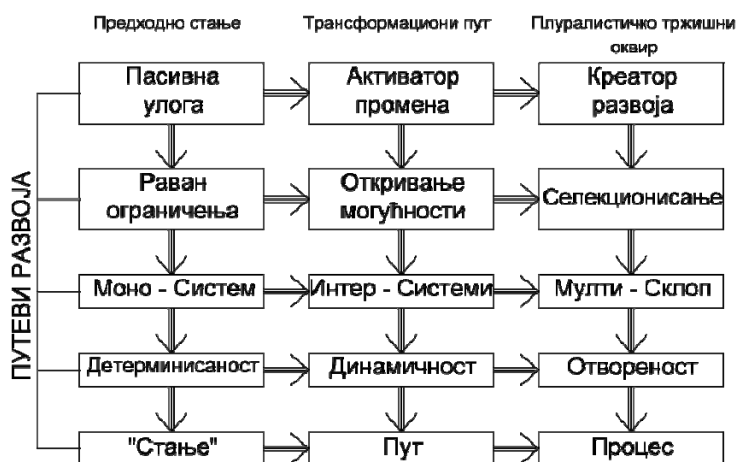 Предходно стање
Трансформациони пут
Плуралистичко тржишни
оквир
ПУТЕВИ РАЗВОЈА
Пасивна
улога
Активатор
промена
Креатор
развоја
Раван
ограничења
Откривање
могућности
Селекционисање
Моно - Систем
Интер - Системи
Мулти - Склоп
Детерминисаност
Динамичност
Отвореност
"Стање"
Пут
Процес